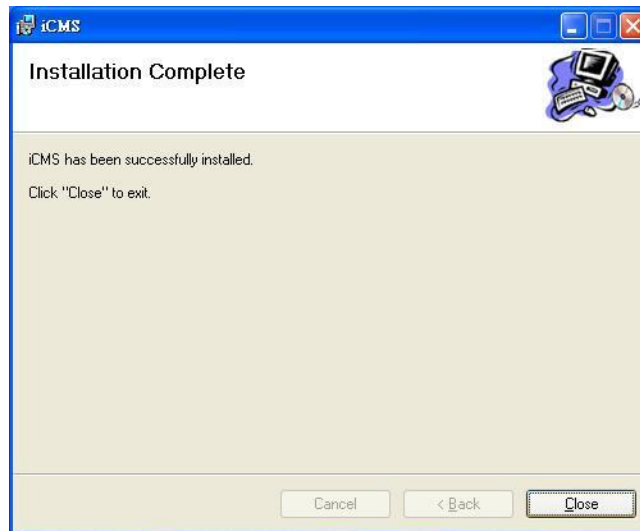 iCMS
Installation Complete
iCMS has been successfully installed.
Click "Close" to exit.
Cancel
< Back
Close